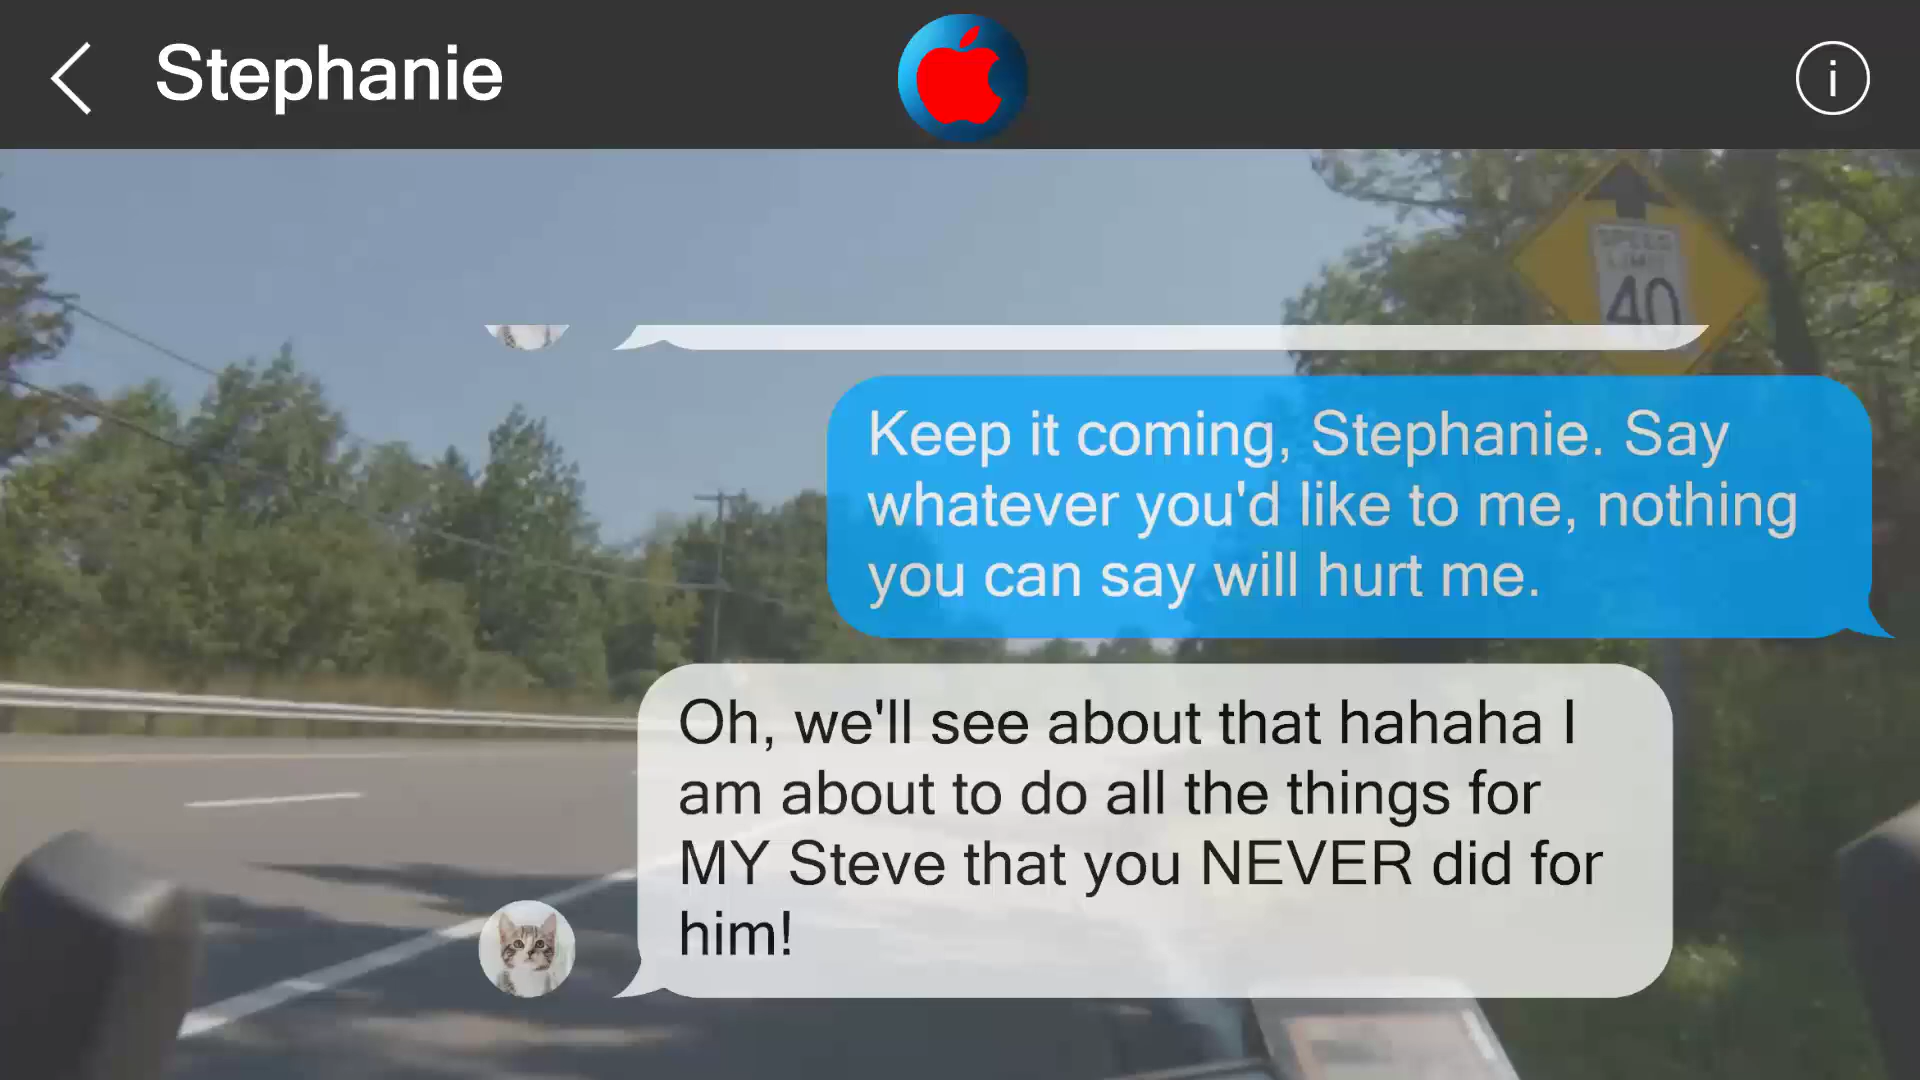 Stephanie
i
SPEED
LIMIT
40
Keep it coming, Stephanie. Say
whatever you'd like to me, nothing
you can say will hurt me.
Oh, we'll see about that hahaha I
am about to do all the things for
MY Steve that you NEVER did for
him!